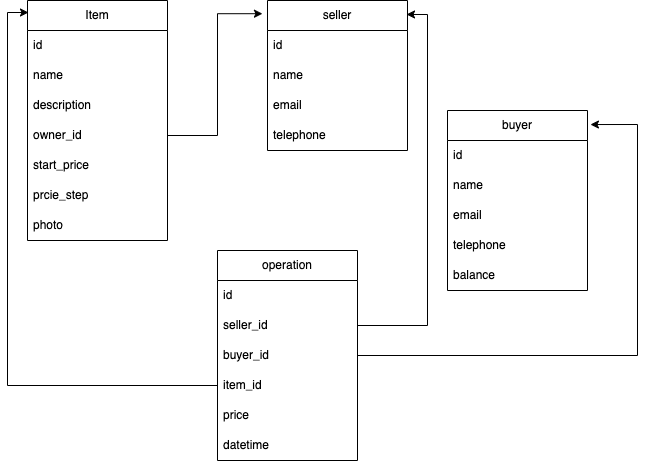 Item
id
name
description
owner_id
start_price
prcie_step
photo
seller
id
name
email
telephone
buyer
id
name
email
telephone
balance
operation
id
seller_id
buyer_id
item_id
price
datetime